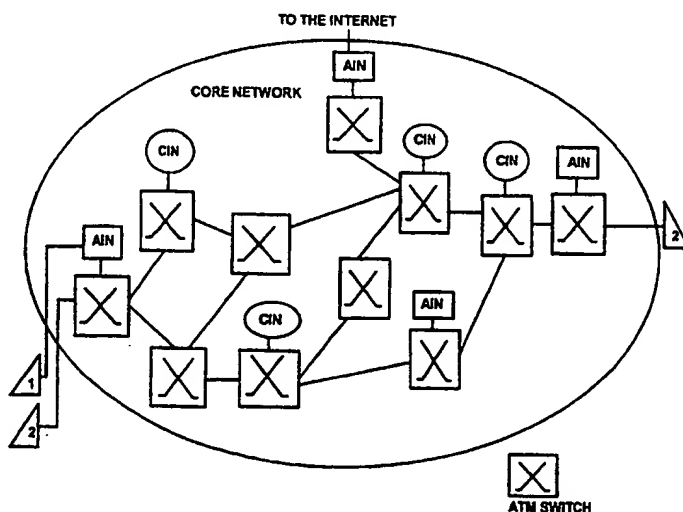 TO THE INTERNET
AIN
CORE NETWORK
CIN
CIN
CIN
AIN
AIN
CIN
AIN
1
2
2
ATM SWITCH